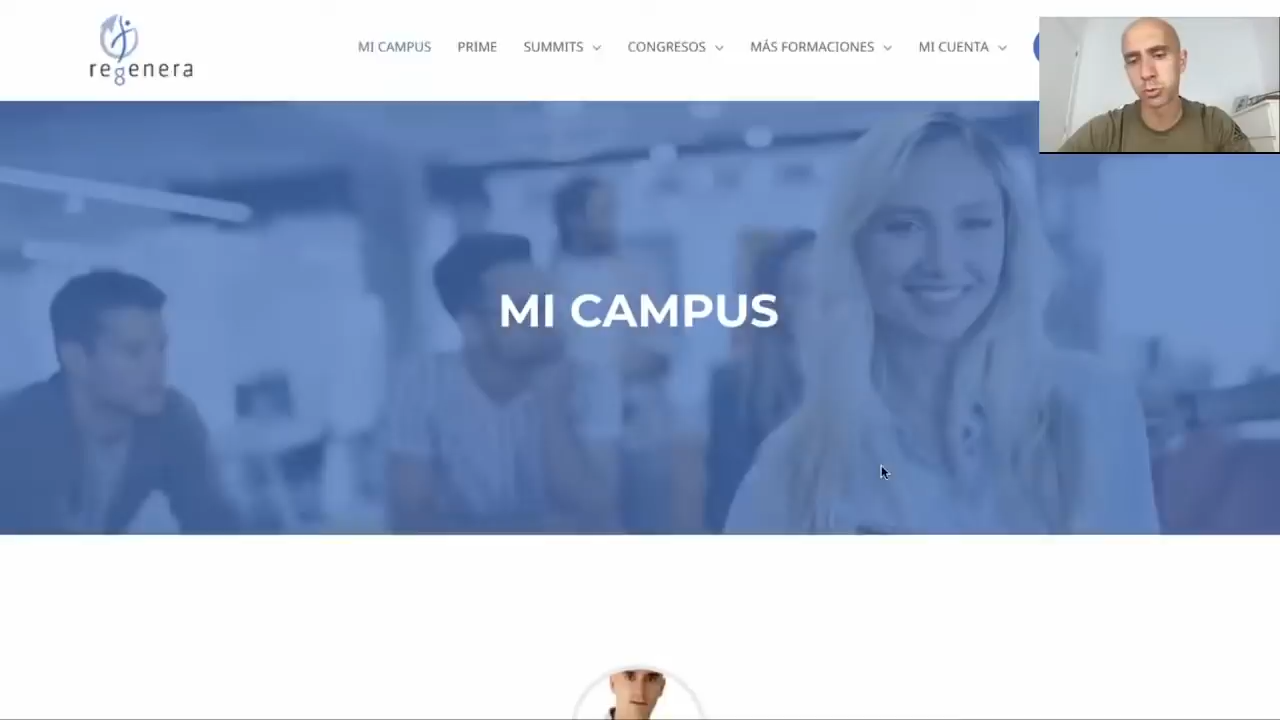 regenera
MI CAMPUS
PRIME
SUMMITS
CONGRESOS
MÁS FORMACIONES
MI CUENTA
MI CAMPUS